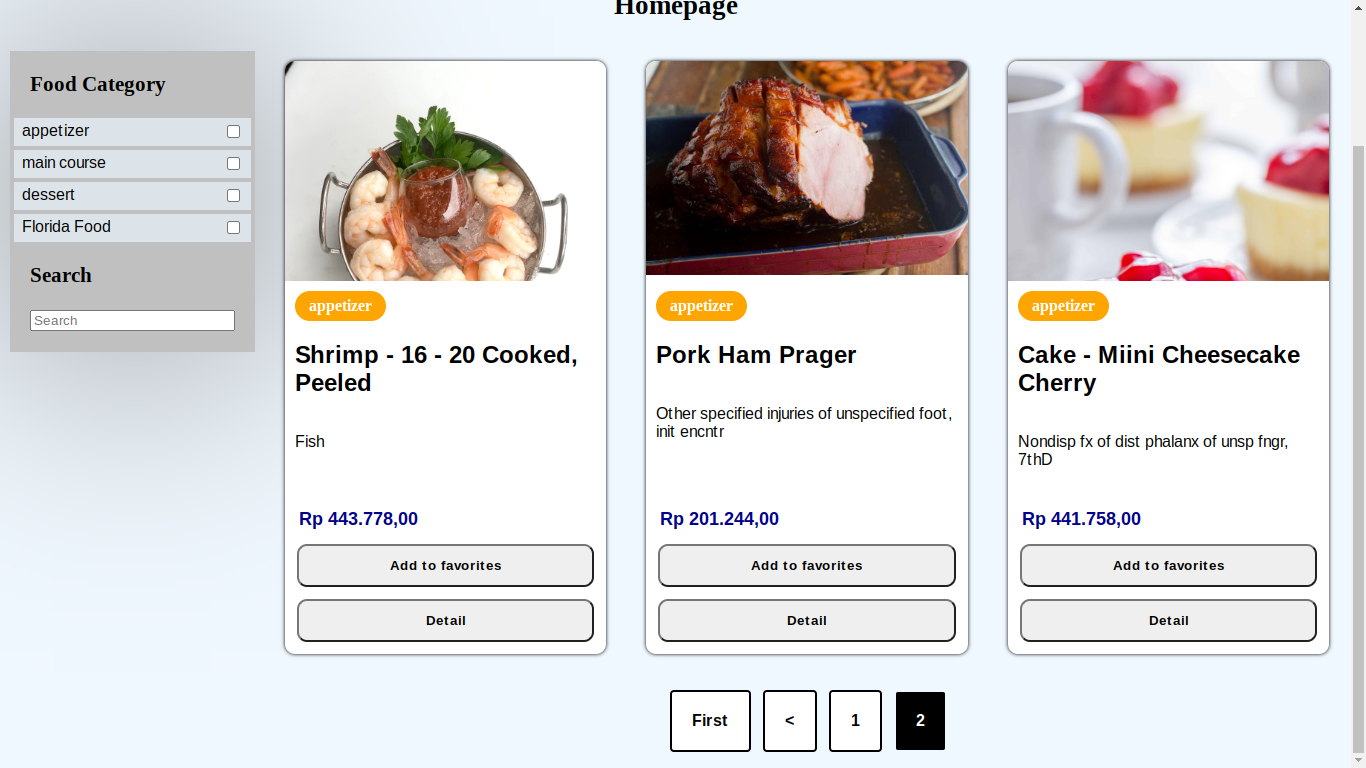 Homepage
Food Category
appetizer
main course
dessert
Florida Food
Search
Search
appetizer
Shrimp - 16 - 20 Cooked,
Peeled
Fish
Rp 443.778,00
Add to favorites
Detail
appetizer
Pork Ham Prager
Other specified injuries of unspecified foot,
init encntr
Rp 201.244,00
Add to favorites
Detail
appetizer
Cake - Miini Cheesecake
Cherry
Nondisp fx of dist phalanx of unsp fngr,
7thD
Rp 441.758,00
Add to favorites
Detail
First
<
1
2